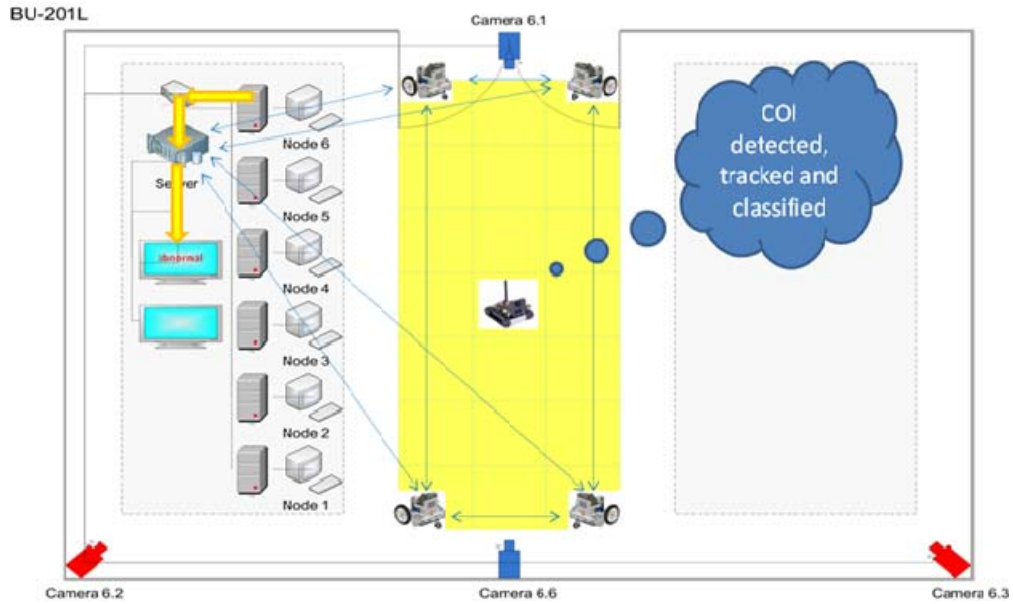 BU-201L
Camera 6.1
Node 6
Server
Node 5
abnormal
Node 4
Node 3
Node 2
Node 1
COI
detected,
tracked and
classified
Camera 6.2
Camera 6.6
Camera 6.3